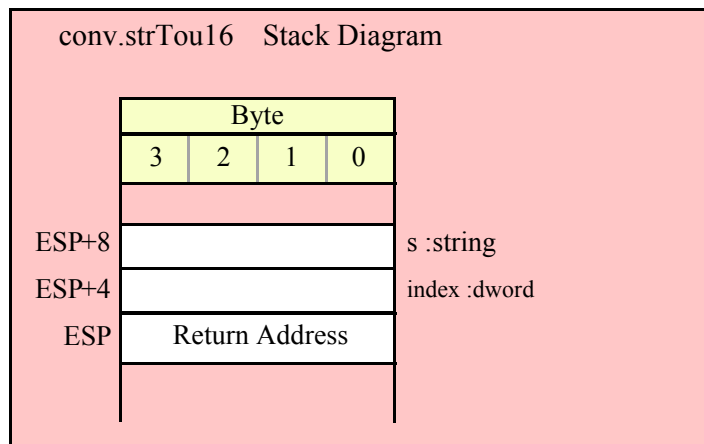 conv.strTou16 Stack Diagram
Byte
3 2 1 0
ESP+8 s :string
ESP+4 index :dword
ESP Return Address